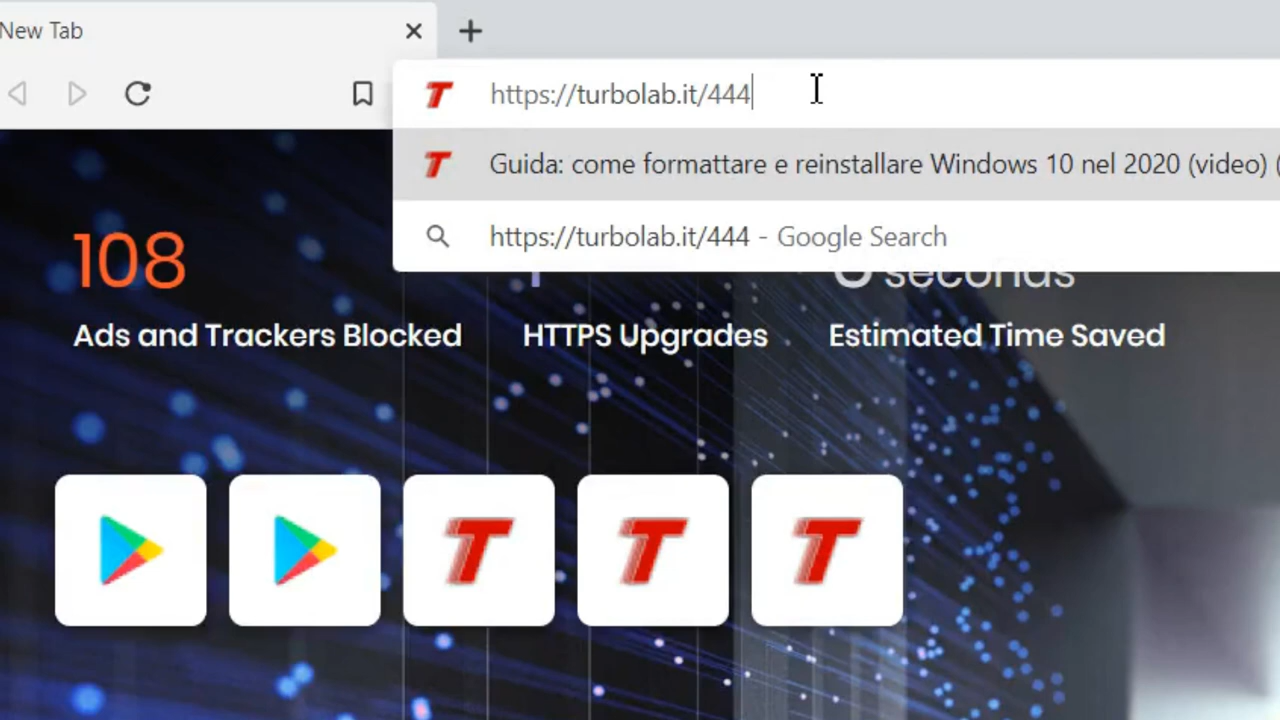 New Tab
https://turbolab.it/444
Guida: come formattare e reinstallare Windows 10 nel 2020 (video) (
https://turbolab.it/444 - Google Search
108
seconds
Ads and Trackers Blocked
HTTPS Upgrades
Estimated Time Saved